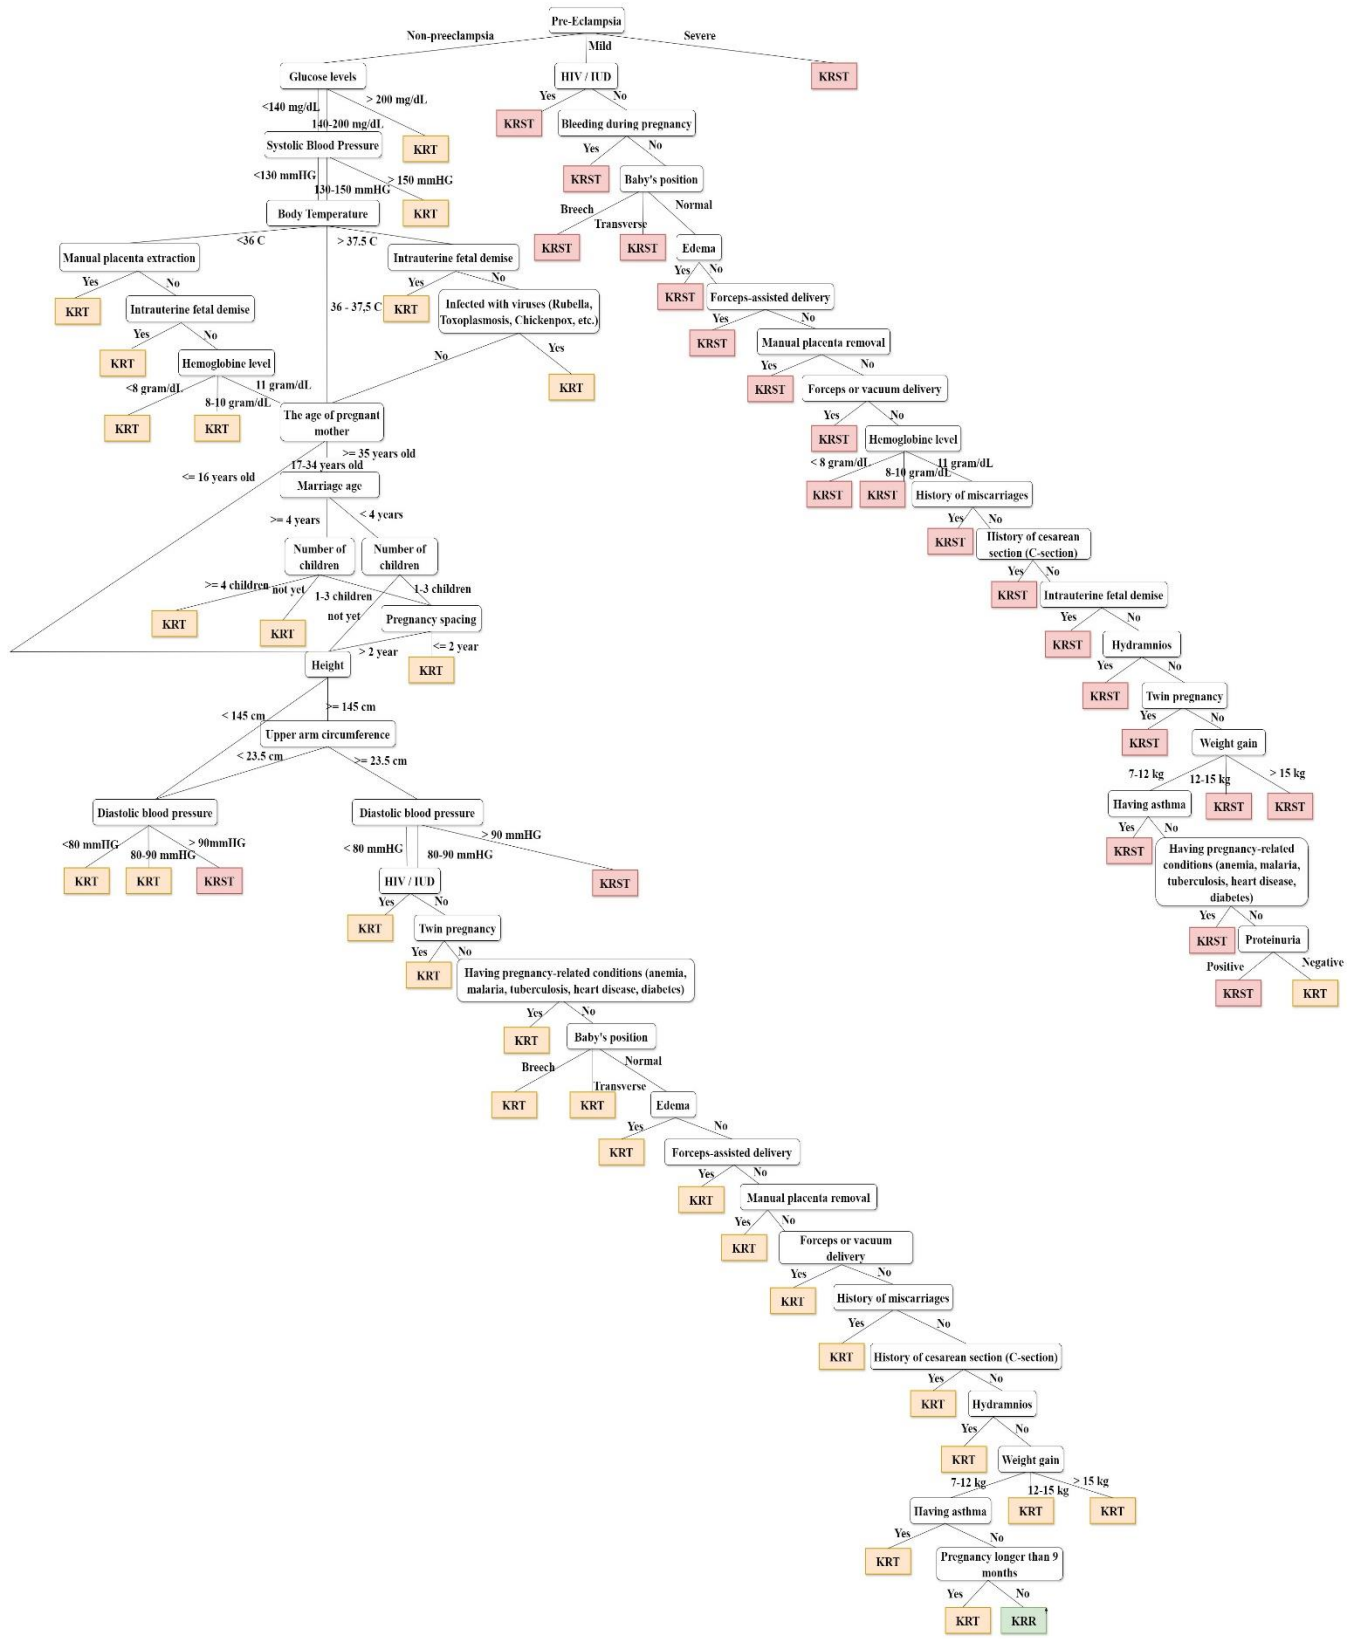 Pre-Eclampsia
Non-preeclampsia
Mild
Severe
Glucose levels
HIV / IUD
KRST
<140 mg/dL
> 200 mg/dL
140-200 mg/dL
Yes
No
KRST
Bleeding during pregnancy
Systolic Blood Pressure
KRT
Yes
No
<130 mmHG
> 150 mmHG
130-150 mmHG
KRST
Baby's position
Body Temperature
KRT
Breech
Transverse
Normal
<36 C
> 37.5 C
36 - 37,5 C
KRST
KRST
Edema
Manual placenta extraction
Intrauterine fetal demise
Yes
No
Yes
No
Yes
No
KRT
KRT
Infected with viruses (Rubella,
Toxoplasmosis, Chickenpox, etc.)
KRST
Forceps-assisted delivery
Intrauterine fetal demise
Yes
No
Yes
No
KRST
Manual placenta removal
KRT
Hemoglobine level
No
Yes
Yes
No
<8 gram/dL
8-10 gram/dL
11 gram/dL
KRT
KRST
Forceps or vacuum delivery
KRT
KRT
The age of pregnant
mother
Yes
No
KRST
Hemoglobine level
<= 16 years old
17-34 years old
>= 35 years old
< 8 gram/dL
8-10 gram/dL
11 gram/dL
Marriage age
KRST
KRST
History of miscarriages
>= 4 years
< 4 years
Yes
No
Number of
children
Number of
children
KRST
History of cesarean
section (C-section)
>= 4 children
not yet
1-3 children
not yet
1-3 children
Yes
No
KRT
KRT
Pregnancy spacing
KRST
Intrauterine fetal demise
> 2 year
<= 2 year
Yes
No
Height
KRT
KRST
Hydramnios
< 145 cm
>= 145 cm
Yes
No
Upper arm circumference
KRST
Twin pregnancy
< 23.5 cm
>= 23.5 cm
Yes
No
KRST
Weight gain
7-12 kg
12-15 kg
> 15 kg
Diastolic blood pressure
Diastolic blood pressure
Having asthma
KRST
KRST
<80 mmHG
80-90 mmHG
> 90mmHG
< 80 mmHG
80-90 mmHG
> 90 mmHG
Yes
No
KRT
KRT
KRST
HIV / IUD
KRST
KRST
Having pregnancy-related
conditions (anemia, malaria,
tuberculosis, heart disease,
diabetes)
Yes
No
Yes
No
KRT
Twin pregnancy
KRST
Proteinuria
Yes
No
Positive
Negative
KRT
Having pregnancy-related conditions (anemia,
malaria, tuberculosis, heart disease, diabetes)
KRST
KRT
Yes
No
KRT
Baby's position
Breech
Transverse
Normal
KRT
KRT
Edema
Yes
No
KRT
Forceps-assisted delivery
Yes
No
KRT
Manual placenta removal
Yes
No
KRT
Forceps or vacuum
delivery
Yes
No
KRT
History of miscarriages
Yes
No
KRT
History of cesarean section (C-section)
Yes
No
KRT
Hydramnios
Yes
No
KRT
Weight gain
7-12 kg
12-15 kg
> 15 kg
Having asthma
KRT
KRT
Yes
No
KRT
Pregnancy longer than 9
months
Yes
No
KRT
KRR